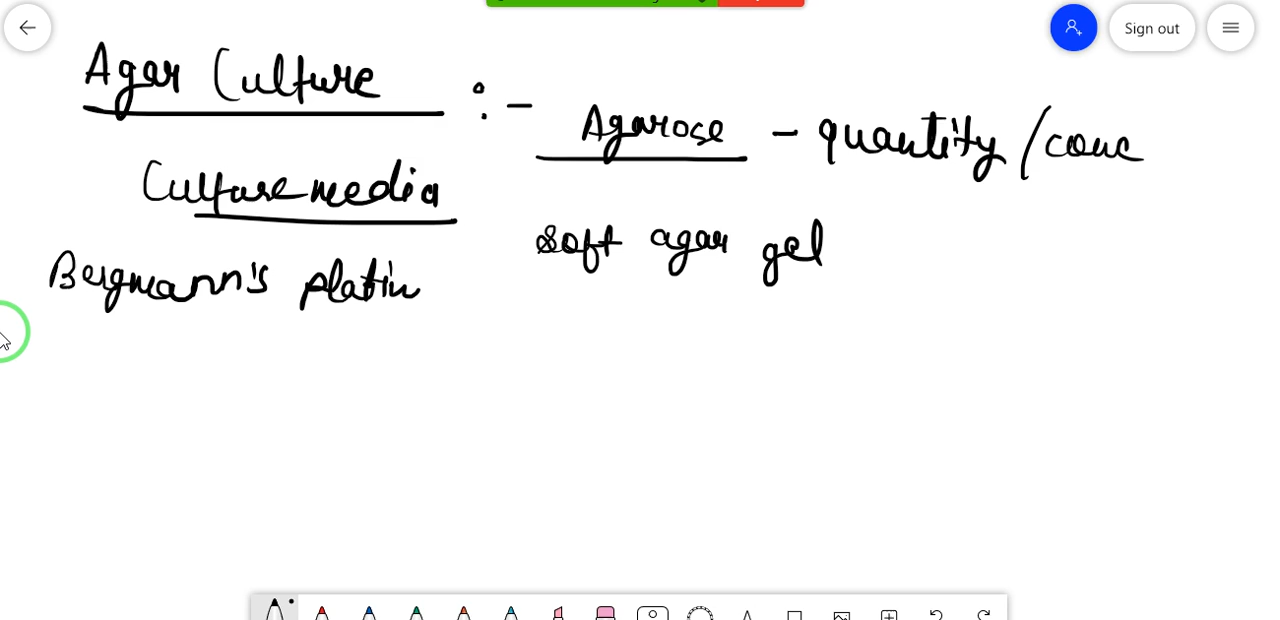 Sign out
Agar Culture :- Agarose - quantity/conc
Culture media
soft agar gel
Bergmann's platin